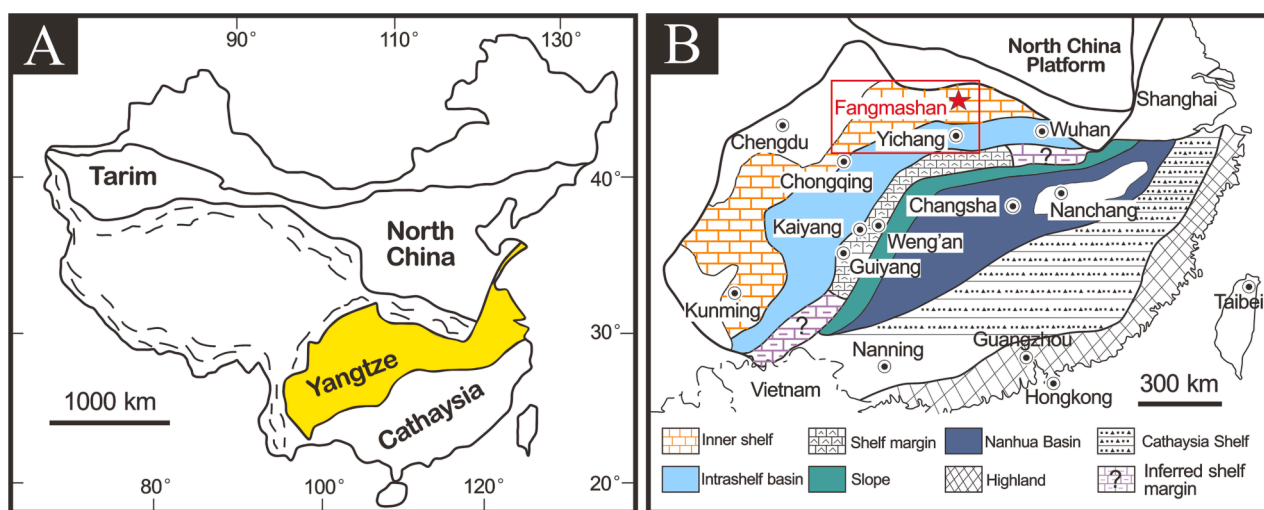 A
90°
110°
130°
Tarim
North
China
40°
30°
Yangtze
Cathaysia
1000 km
80°
100°
120°
20°
B
North China
Platform
Shanghai
Fangmashan
Chengdu
Yichang
Wuhan
?
Chongqing
Changsha
Nanchang
Kaiyang
Weng'an
Guiyang
Kunming
?
Taibei
Nanning
Guangzhou
Vietnam
Hongkong
300 km
Inner shelf
Shelf margin
Nanhua Basin
Cathaysia Shelf
Intrashelf basin
Slope
Highland
?
Inferred shelf
margin